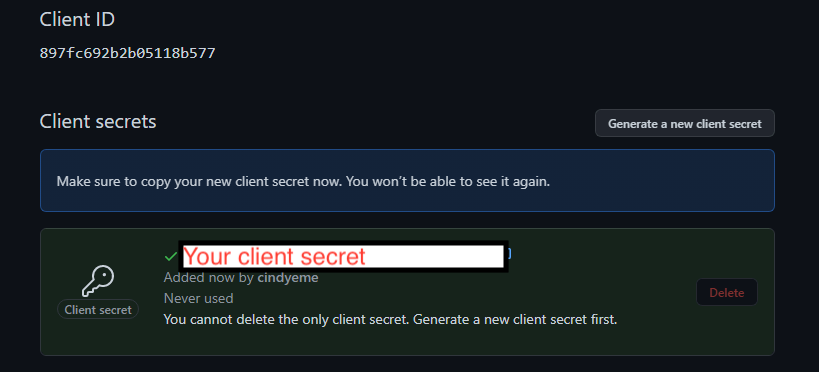 Client ID
897fc692b2b05118b577
Client secrets
Generate a new client secret
Make sure to copy your new client secret now. You won't be able to see it again.
Your client secret
Added now by cindyeme
Client secret
Never used
Delete
You cannot delete the only client secret. Generate a new client secret first.